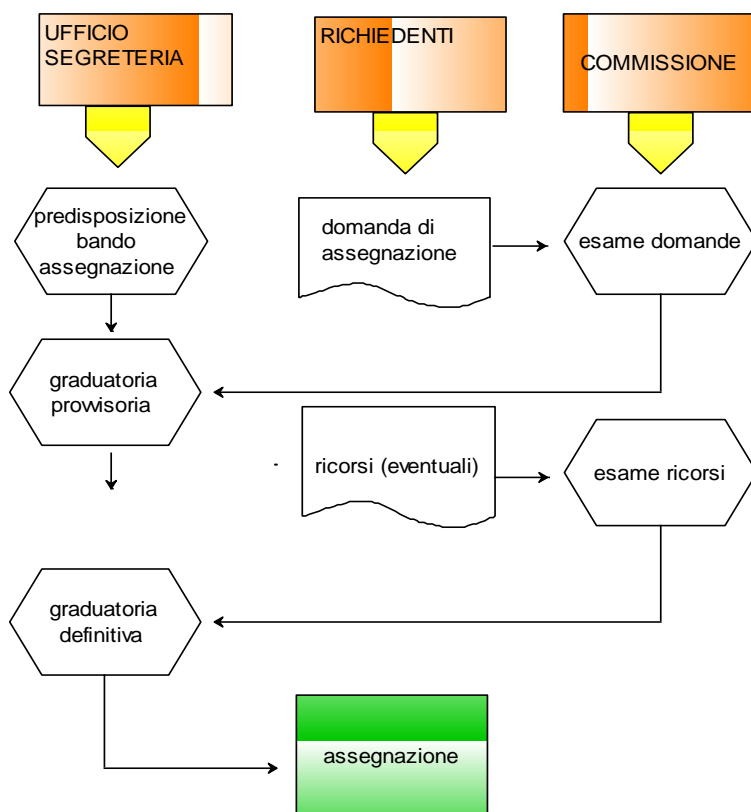 UFFICIO
SEGRETERIA
RICHIEDENTI
COMMISSIONE
predisposizione
bando
assegnazione
domanda di
assegnazione
esame domande
graduatoria
provvisoria
ricorsi (eventuali)
esame ricorsi
graduatoria
definitiva
assegnazione